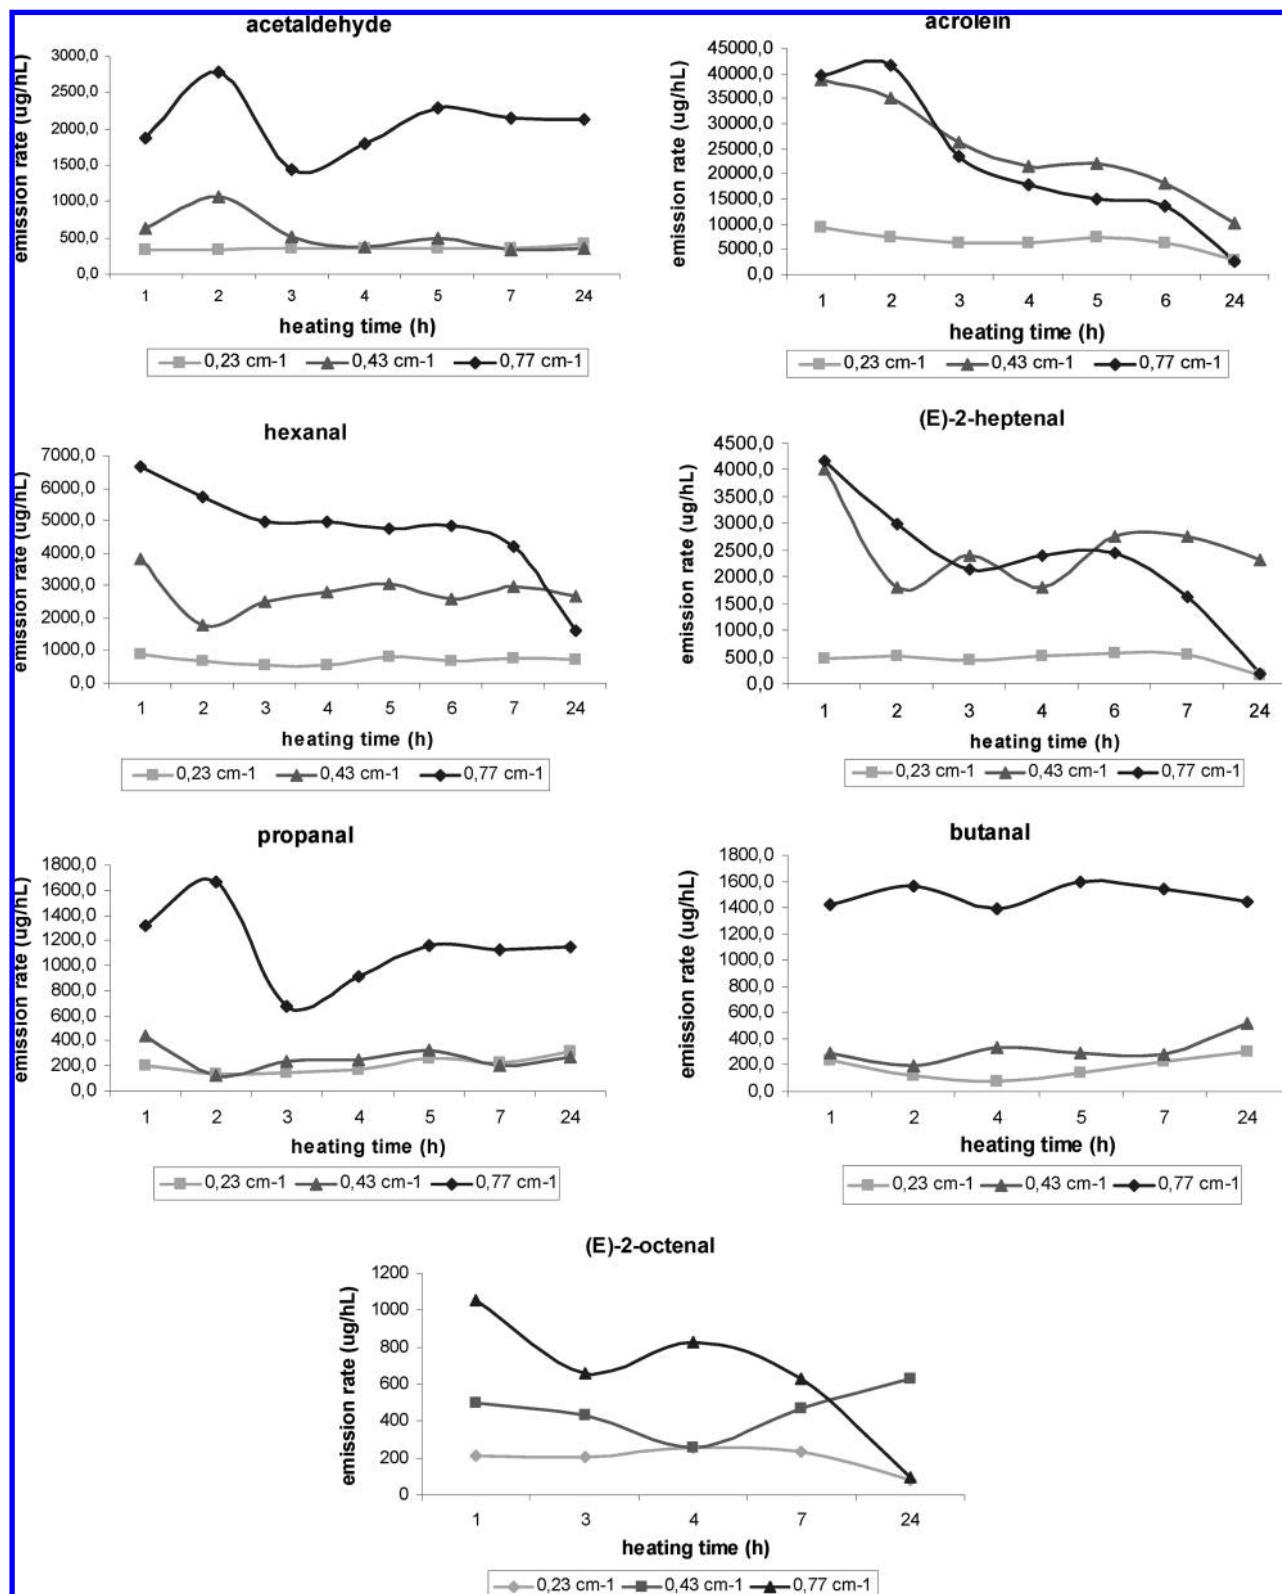 acetaldehyde
emission rate (ug/hL)
3000,0
2500,0
2000,0
1500,0
1000,0
500,0
0,0
1 2 3 4 5 7 24
heating time (h)
0,23 cm-1 0,43 cm-1 0,77 cm-1
acrolein
emission rate (ug/hL)
45000,0
40000,0
35000,0
30000,0
25000,0
20000,0
15000,0
10000,0
5000,0
0,0
1 2 3 4 5 6 24
heating time (h)
0,23 cm-1 0,43 cm-1 0,77 cm-1
hexanal
emission rate (ug/hL)
7000,0
6000,0
5000,0
4000,0
3000,0
2000,0
1000,0
0,0
1 2 3 4 5 6 7 24
heating time (h)
0,23 cm-1 0,43 cm-1 0,77 cm-1
(E)-2-heptenal
emission rate (ug/hL)
4500,0
4000,0
3500,0
3000,0
2500,0
2000,0
1500,0
1000,0
500,0
0,0
1 2 3 4 6 7 24
heating time (h)
0,23 cm-1 0,43 cm-1 0,77 cm-1
propanal
emission rate (ug/hL)
1800,0
1600,0
1400,0
1200,0
1000,0
800,0
600,0
400,0
200,0
0,0
1 2 3 4 5 7 24
heating time (h)
0,23 cm-1 0,43 cm-1 0,77 cm-1
butanal
emission rate (ug/hL)
1800,0
1600,0
1400,0
1200,0
1000,0
800,0
600,0
400,0
200,0
0,0
1 2 4 5 7 24
heating time (h)
0,23 cm-1 0,43 cm-1 0,77 cm-1
(E)-2-octenal
emission rate (ug/hL)
1200
1000
800
600
400
200
0
1 3 4 7 24
heating time (h)
0,23 cm-1 0,43 cm-1 0,77 cm-1